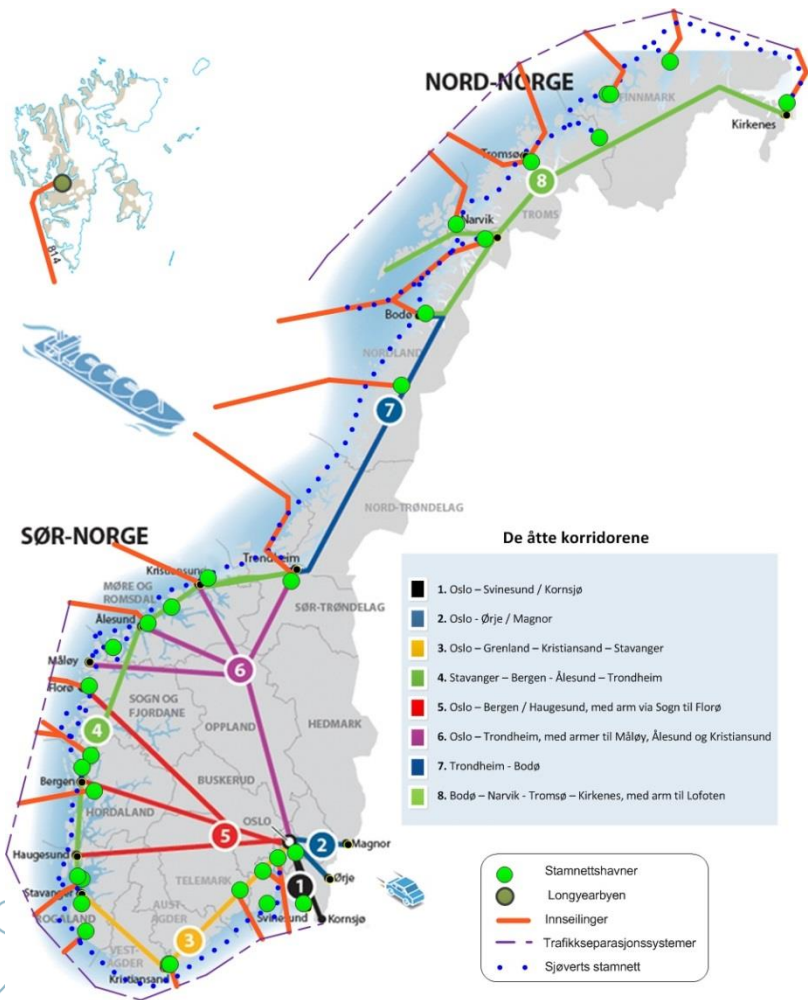 NORD-NORGE
FINNMARK
Kirkenes
Tromsø
8
TROMS
Narvik
814
Bodø
NORDLAND
7
NORD-TRØNDELAG
SØR-NORGE
Trondheim
Kristiansund
MØRE OG
ROMSDAL
SØR-TRØNDELAG
Ålesund
Måløy
6
Florø
SOGN OG
FJORDANE
OPPLAND
HEDMARK
4
BUSKERUD
Bergen
HORDALAND
OSLO
5
2
Magnor
Haugesund
TELEMARK
Ørje
1
Stavanger
ROGALAND
AUST-
AGDER
Svinesund
Kornsjø
VEST-
AGDER
3
Kristiansand
De åtte korridorene
1. Oslo – Svinesund / Kornsjø
2. Oslo - Ørje / Magnor
3. Oslo – Grenland – Kristiansand – Stavanger
4. Stavanger – Bergen - Ålesund – Trondheim
5. Oslo – Bergen / Haugesund, med arm via Sogn til Florø
6. Oslo – Trondheim, med armer til Måløy, Ålesund og Kristiansund
7. Trondheim - Bodø
8. Bodø – Narvik - Tromsø – Kirkenes, med arm til Lofoten
Stamnettshavner
Longyearbyen
Innseilinger
Trafikkseparasjonssystemer
Sjøverts stamnett